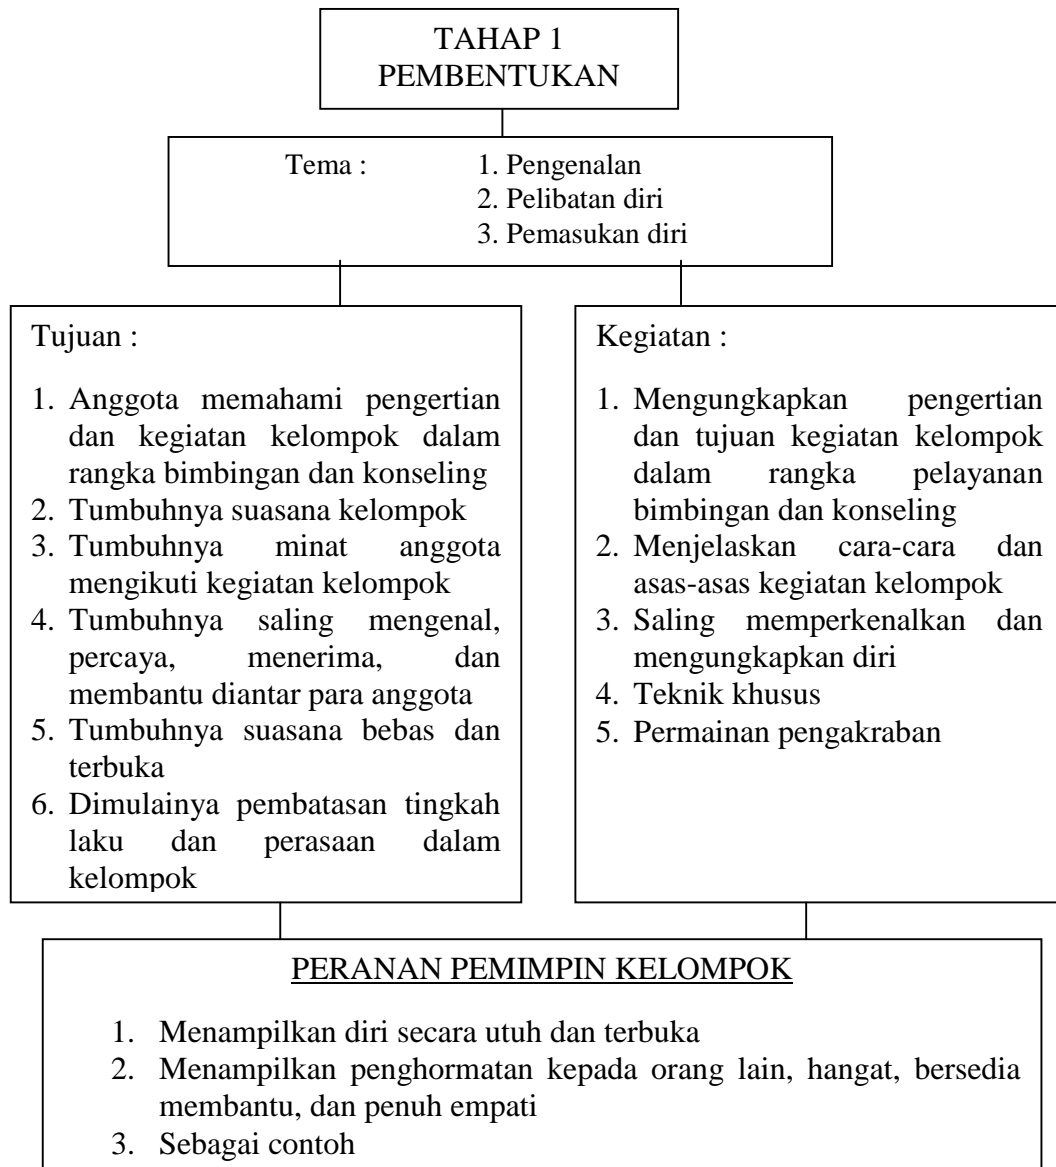 TAHAP 1
PEMBENTUKAN
Tema : 1. Pengenalan
2. Pelibatan diri
3. Pemasukan diri
Tujuan :
1. Anggota memahami pengertian
dan kegiatan kelompok dalam
rangka bimbingan dan konseling
2. Tumbuhnya suasana kelompok
3. Tumbuhnya minat anggota
mengikuti kegiatan kelompok
4. Tumbuhnya saling mengenal,
percaya, menerima, dan
membantu diantar para anggota
5. Tumbuhnya suasana bebas dan
terbuka
6. Dimulainya pembatasan tingkah
laku dan perasaan dalam
kelompok
Kegiatan :
1. Mengungkapkan pengertian
dan tujuan kegiatan kelompok
dalam rangka pelayanan
bimbingan dan konseling
2. Menjelaskan cara-cara dan
asas-asas kegiatan kelompok
3. Saling memperkenalkan dan
mengungkapkan diri
4. Teknik khusus
5. Permainan pengakraban
PERANAN PEMIMPIN KELOMPOK
1. Menampilkan diri secara utuh dan terbuka
2. Menampilkan penghormatan kepada orang lain, hangat, bersedia
membantu, dan penuh empati
3. Sebagai contoh